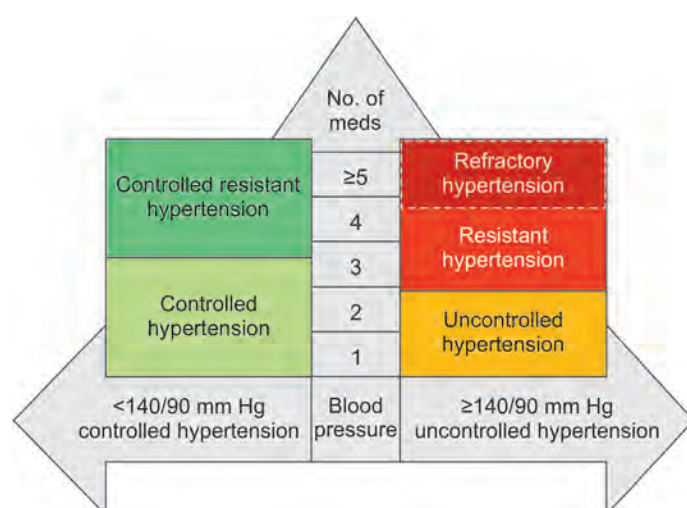 No. of
meds
Controlled resistant
hypertension
≥5
4
3
2
1
Refractory
hypertension
Resistant
hypertension
Controlled
hypertension
Uncontrolled
hypertension
<140/90 mm Hg
controlled hypertension
Blood
pressure
≥140/90 mm Hg
uncontrolled hypertension